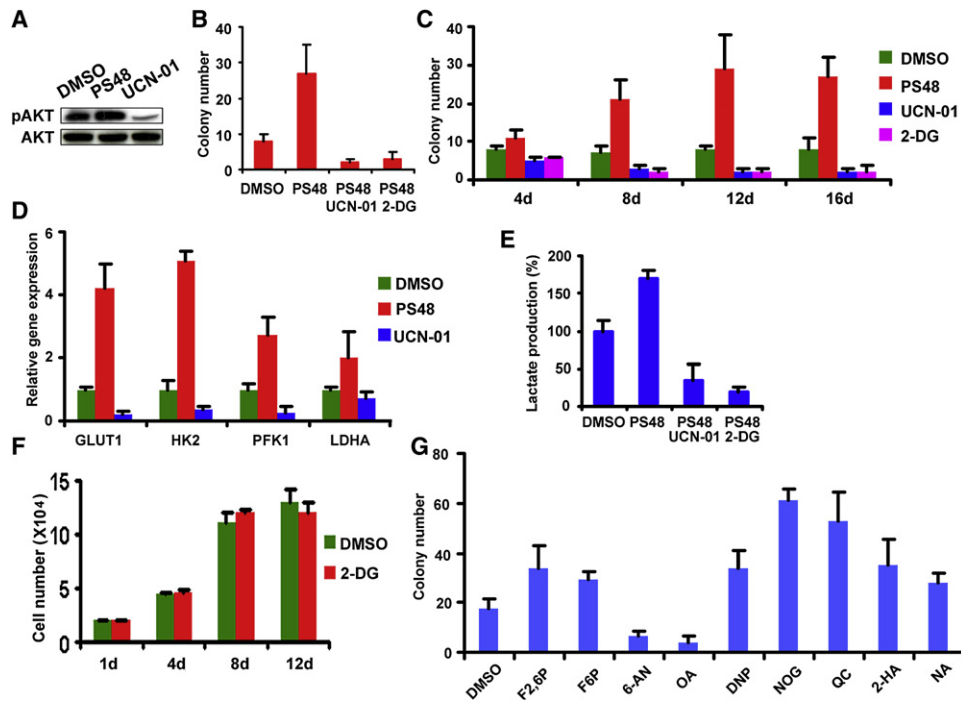 A
DMSO
PS48
UCN-01
pAKT
AKT
B
Colony number
40
30
20
10
0
DMSO
PS48
PS48
UCN-01
PS48
2-DG
C
Colony number
40
30
20
10
0
4d
8d
12d
16d
DMSO
PS48
UCN-01
2-DG
D
Relative gene expression
6
4
2
0
GLUT1
HK2
PFK1
LDHA
DMSO
PS48
UCN-01
E
Lactate production (%)
200
150
100
50
0
DMSO
PS48
PS48
UCN-01
PS48
2-DG
F
Cell number (X104)
15
10
5
10
1d
4d
8d
12d
DMSO
2-DG
G
Colony number
80
60
40
20
0
DMSO
F2,6P
F6P
6-AN
OA
DNP
NOG
QC
2-HA
NA